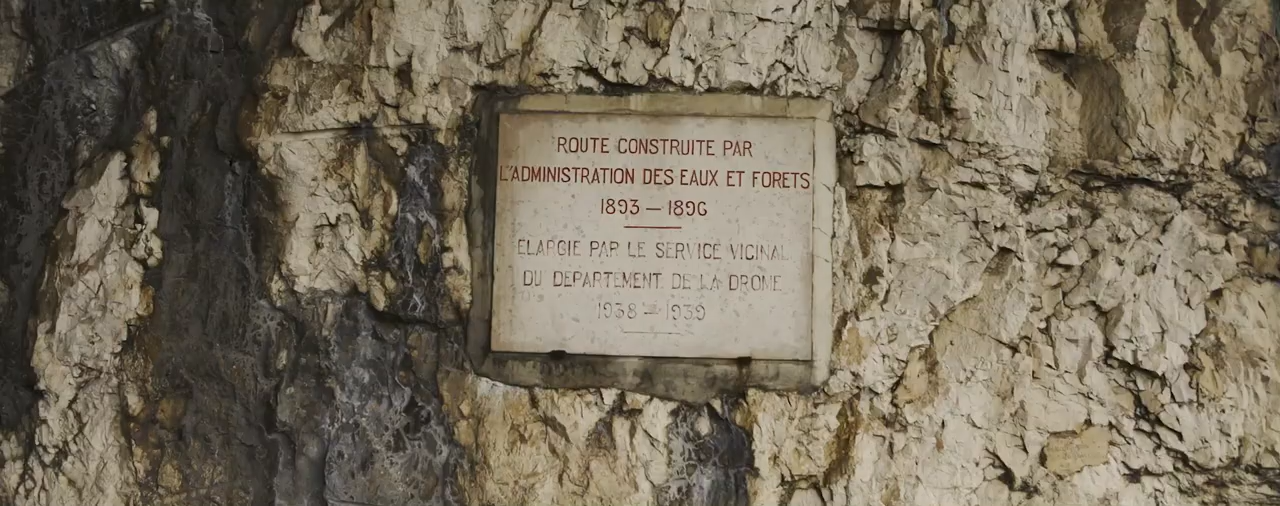 ROUTE CONSTRUITE PAR
L'ADMINISTRATION DES EAUX ET FORETS
1893 — 1896
ELARGIE PAR LE SERVICE VICINAL
DU DEPARTEMENT DE LA DROME
1938 — 1939